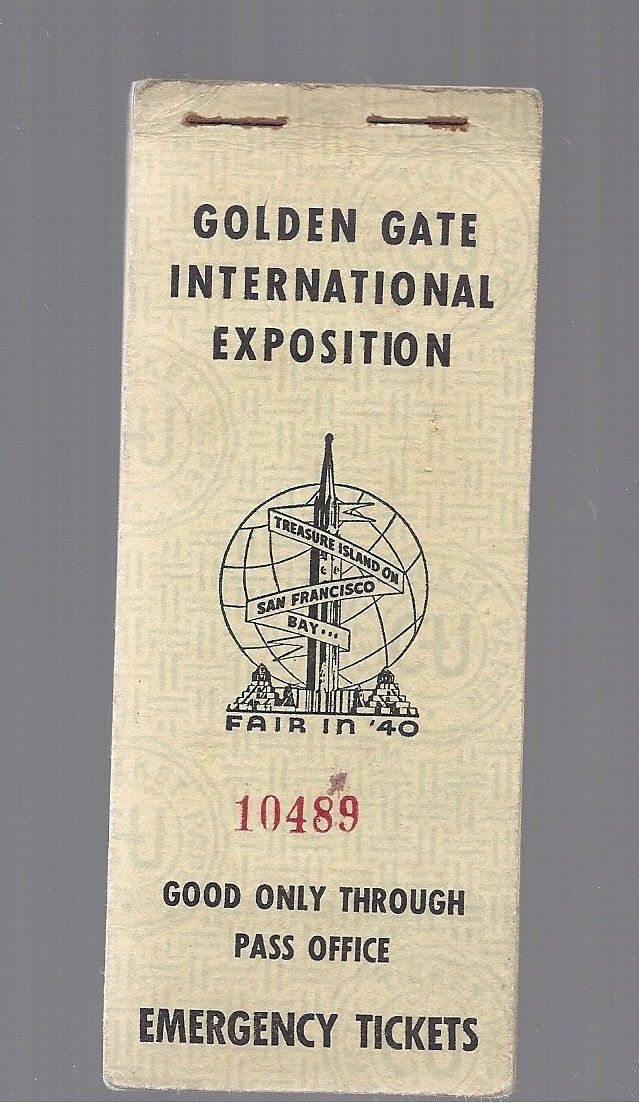 GOLDEN GATE
INTERNATIONAL
EXPOSITION
TREASURE ISLAND ON
SAN FRANCISCO
BAY...
FAIR IN '40
10489
GOOD ONLY THROUGH
PASS OFFICE
EMERGENCY TICKETS